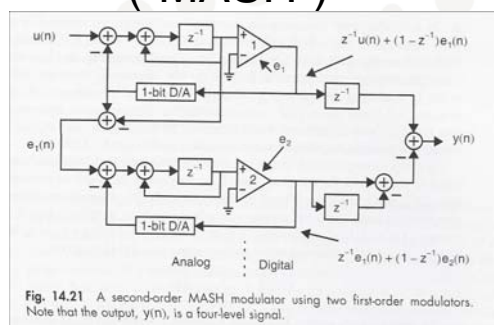 ( MASH )
u(n)
z⁻¹
1
z⁻¹u(n) + (1 – z⁻¹)e₁(n)
e₁
1-bit D/A
z⁻¹
e₁(n)
y(n)
e₂
z⁻¹
2
z⁻¹
1-bit D/A
Analog
Digital
z⁻¹e₁(n) + (1 – z⁻¹)e₂(n)
Fig. 14.21 A second-order MASH modulator using two first-order modulators.
Note that the output, y(n), is a four-level signal.